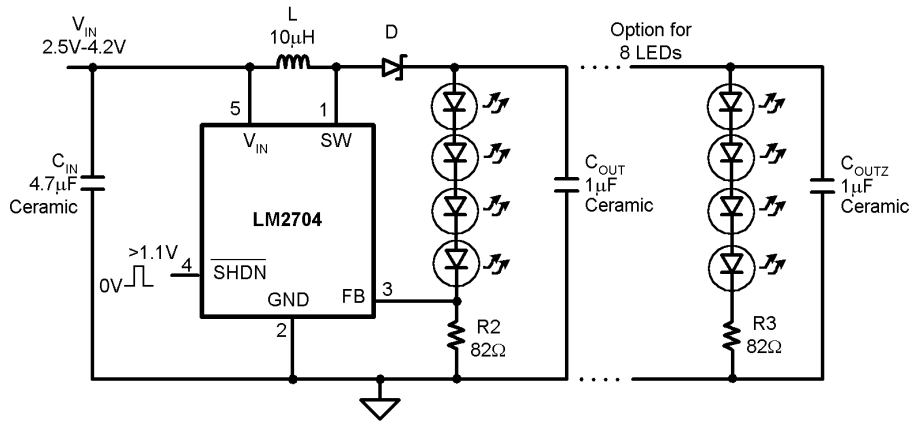 V_IN
2.5V-4.2V
L
10μH
D
Option for
8 LEDs
5
1
V_IN
SW
C_IN
4.7μF
Ceramic
LM2704
C_OUT
1μF
Ceramic
C_OUTZ
1μF
Ceramic
>1.1V
0V
4
SHDN
GND
FB
3
2
R2
82Ω
R3
82Ω